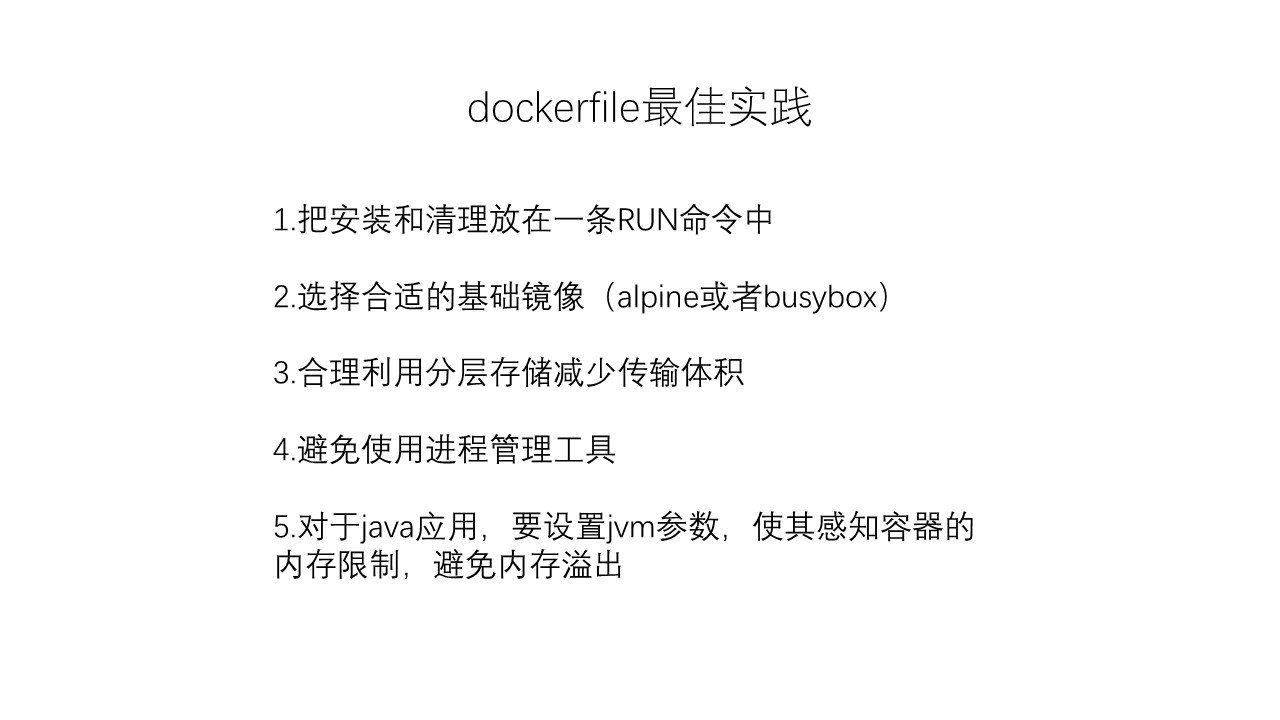 dockerfile最佳实践
1.把安装和清理放在一条RUN命令中
2.选择合适的基础镜像（alpine或者busybox）
3.合理利用分层存储减少传输体积
4.避免使用进程管理工具
5.对于java应用，要设置jvm参数，使其感知容器的
内存限制，避免内存溢出